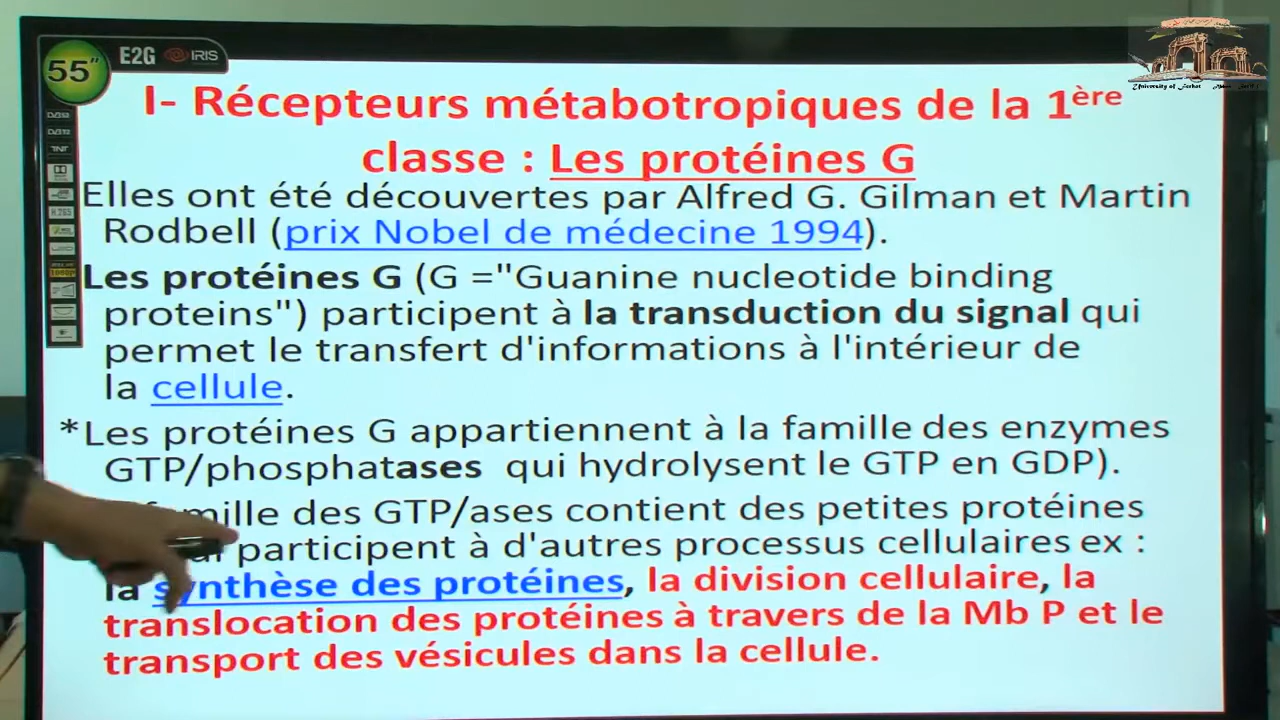 55"
E2G IRIS
I- Récepteurs métabotropiques de la 1ère
classe : Les protéines G
Elles ont été découvertes par Alfred G. Gilman et Martin
Rodbell (prix Nobel de médecine 1994).
Les protéines G (G ="Guanine nucleotide binding
proteins") participent à la transduction du signal qui
permet le transfert d'informations à l'intérieur de
la cellule.
*Les protéines G appartiennent à la famille des enzymes
GTP/phosphatases qui hydrolysent le GTP en GDP).
famille des GTP/ases contient des petites protéines
participent à d'autres processus cellulaires ex :
la synthèse des protéines, la division cellulaire, la
translocation des protéines à travers de la Mb P et le
transport des vésicules dans la cellule.
University of Ferhat